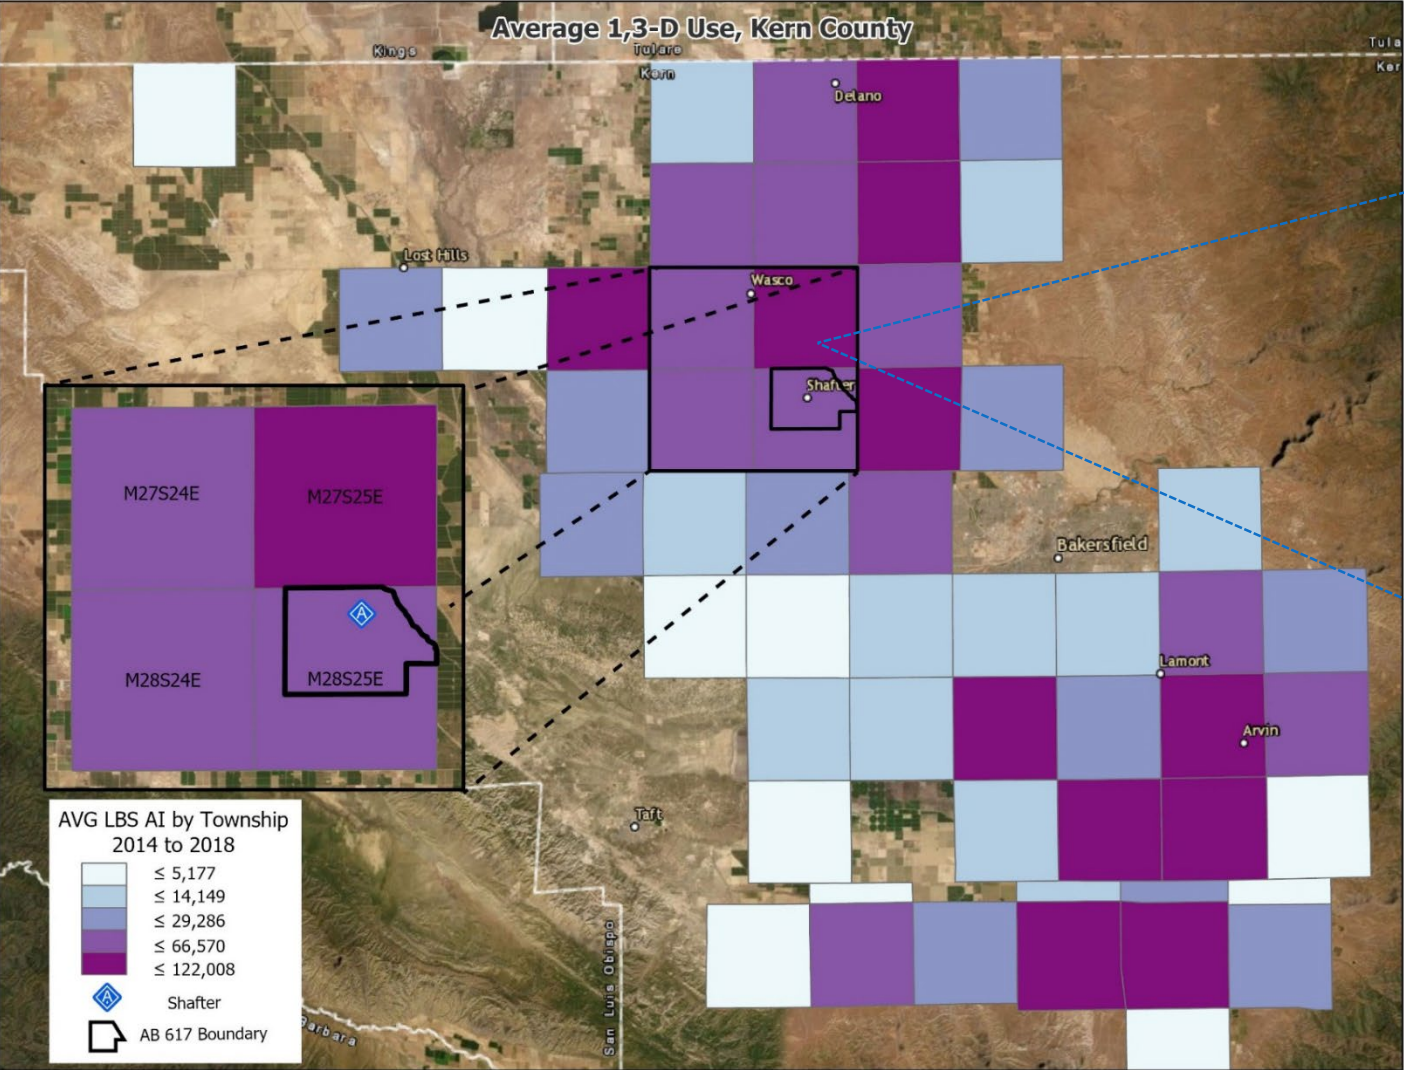 Average 1,3-D Use, Kern County
Kings
Tulare
Kern
Tula
Ker
Delano
Lost Hills
Wasco
Shafter
M27S24E
M27S25E
M28S24E
M28S25E
Bakersfield
Lamont
Arvin
Taft
San Luis Obispo
Barbara
AVG LBS AI by Township
2014 to 2018
≤ 5,177
≤ 14,149
≤ 29,286
≤ 66,570
≤ 122,008
Shafter
AB 617 Boundary